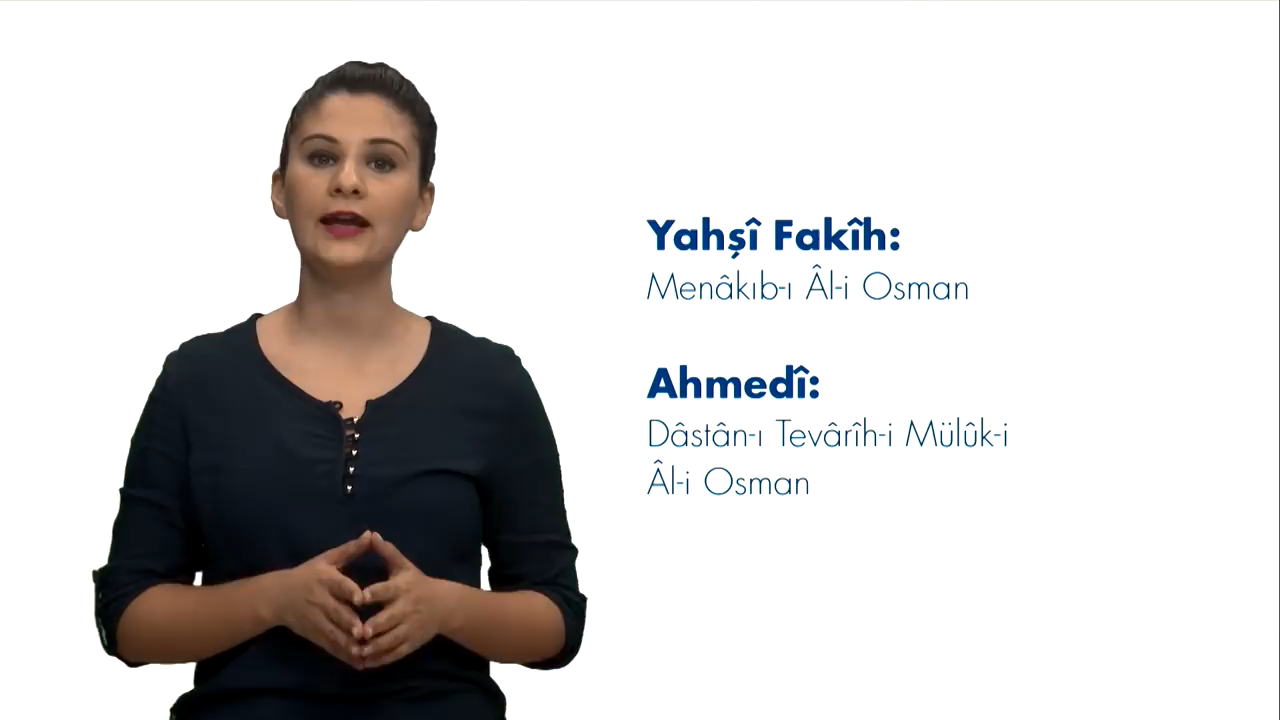 Yahşî Fakîh:
Menâkıb-ı Âl-i Osman
Ahmedî:
Dâstân-ı Tevârîh-i Mülûk-i
Âl-i Osman